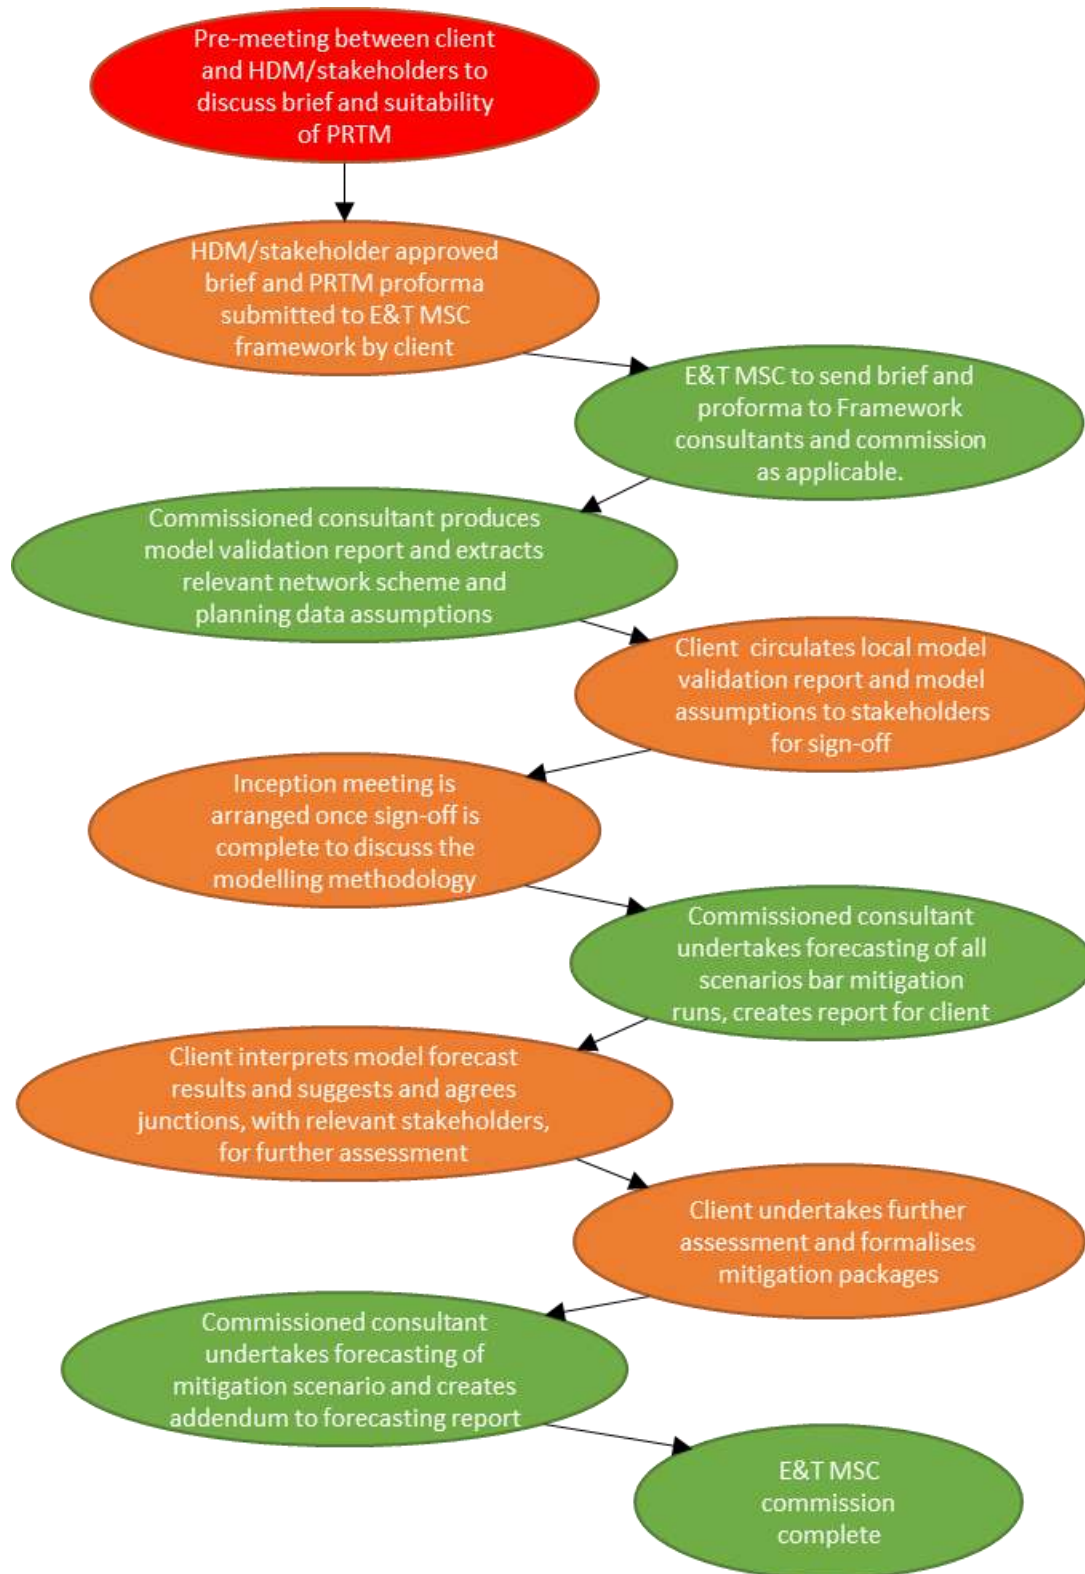 Pre-meeting between client
and HDM/stakeholders to
discuss brief and suitability
of PRTM
HDM/stakeholder approved
brief and PRTM proforma
submitted to E&T MSC
framework by client
E&T MSC to send brief and
proforma to Framework
consultants and commission
as applicable.
Commissioned consultant produces
model validation report and extracts
relevant network scheme and
planning data assumptions
Client circulates local model
validation report and model
assumptions to stakeholders
for sign-off
Inception meeting is
arranged once sign-off is
complete to discuss the
modelling methodology
Commissioned consultant
undertakes forecasting of all
scenarios bar mitigation
runs, creates report for client
Client interprets model forecast
results and suggests and agrees
junctions, with relevant stakeholders,
for further assessment
Client undertakes further
assessment and formalises
mitigation packages
Commissioned consultant
undertakes forecasting of
mitigation scenario and creates
addendum to forecasting report
E&T MSC
commission
complete